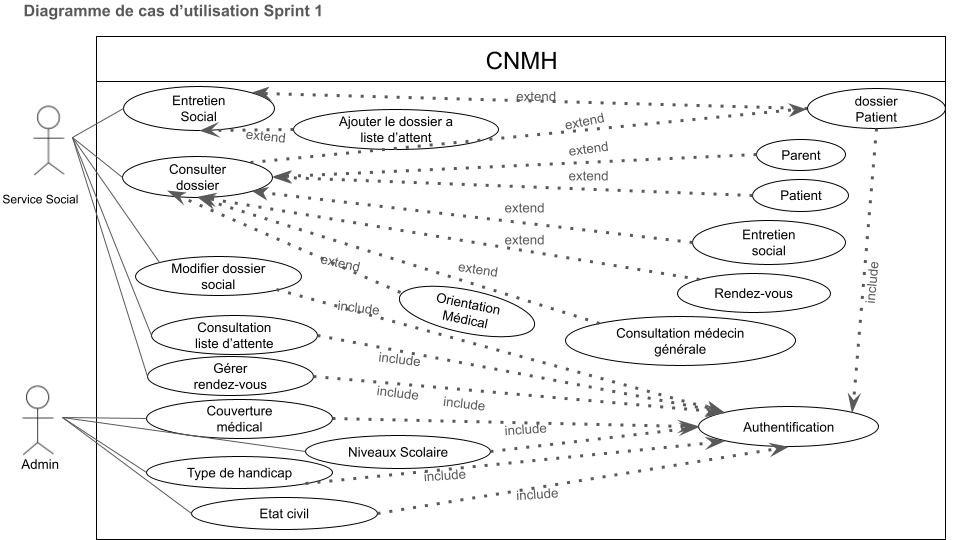 Diagramme de cas d'utilisation Sprint 1
CNMH
Entretien
Social
extend
dossier
Patient
Ajouter le dossier a
liste d'attent
extend
extend
extend
Parent
Consulter
dossier
extend
Patient
Service Social
extend
Entretien
social
extend
extend
extend
Modifier dossier
social
include
Rendez-vous
Orientation
Médical
include
Consultation
liste d'attente
Consultation médecin
générale
include
Gérer
rendez-vous
include
include
Couverture
médical
include
Authentification
Admin
Niveaux Scolaire
Type de handicap
include
include
Etat civil